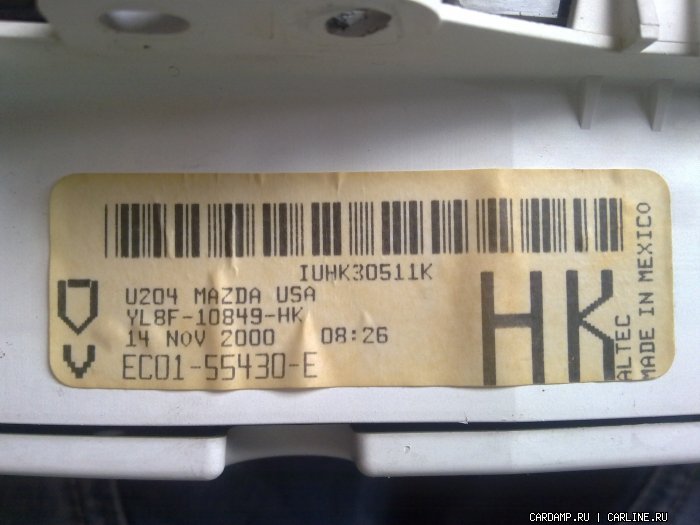 IUHK30511K
U204 MAZDA USA
YL8F-10849-HK
14 NOV 2000 08:26
EC01-55430-E
HK
ALTEC
MADE IN MEXICO
V
CARDAMP.RU | CARLINE.RU